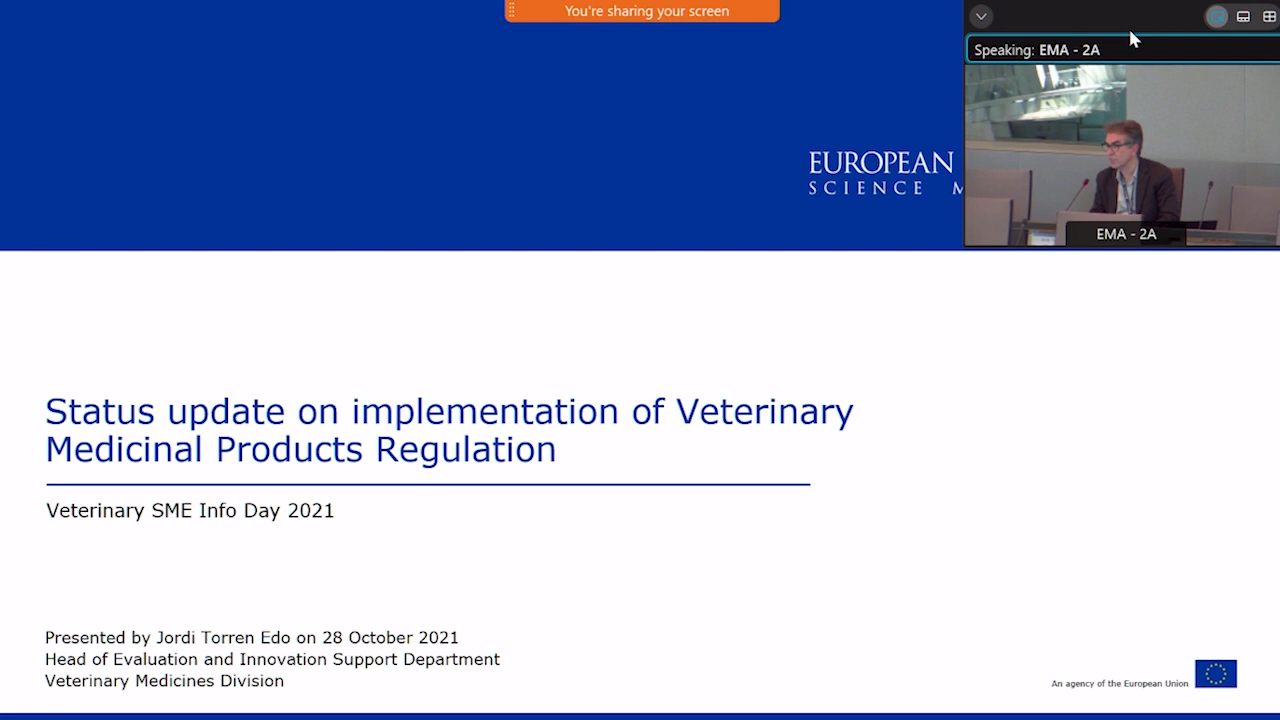 You're sharing your screen
Speaking: EMA - 2A
EUROPEAN
SCIENCE M
EMA - 2A
Status update on implementation of Veterinary
Medicinal Products Regulation
Veterinary SME Info Day 2021
Presented by Jordi Torren Edo on 28 October 2021
Head of Evaluation and Innovation Support Department
Veterinary Medicines Division
An agency of the European Union